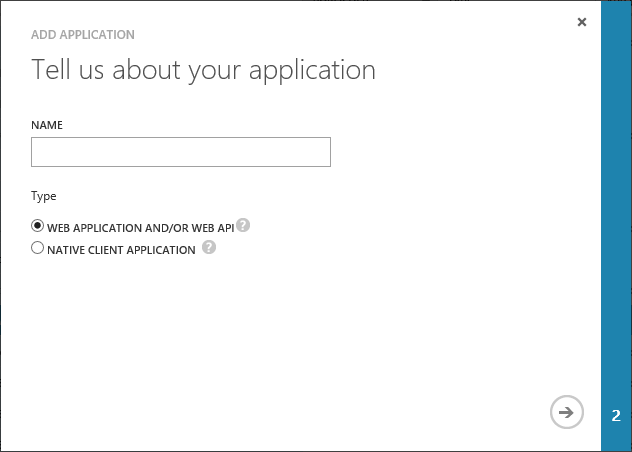 ADD APPLICATION
Tell us about your application
NAME
Type
WEB APPLICATION AND/OR WEB API ?
NATIVE CLIENT APPLICATION ?
2